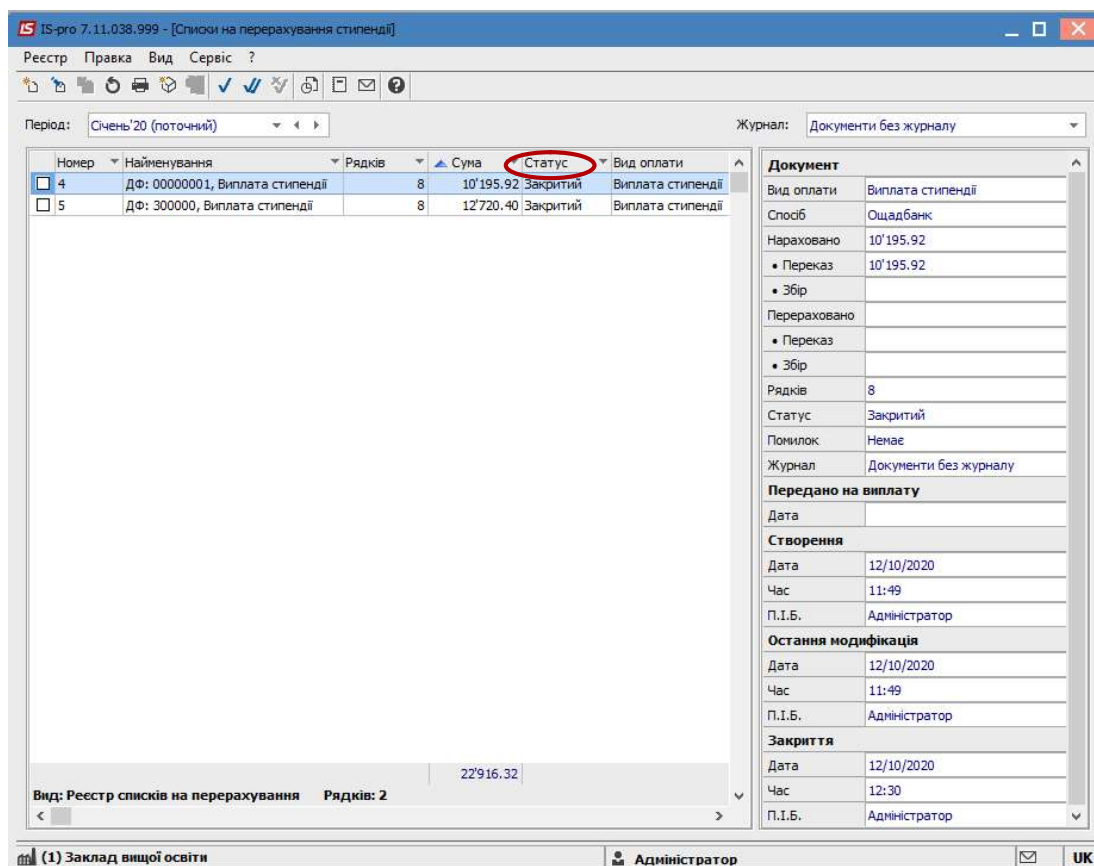 IS-pro 7.11.038.999 - [Списки на перерахування стипендії]
Реєстр Правка Вид Сервіс ?
Період: Січень'20 (поточний) Журнал: Документи без журналу
Номер Найменування Рядків Сума Статус Вид оплати
4 ДФ: 00000001, Виплата стипендії 8 10'195.92 Закритий Виплата стипендії
5 ДФ: 300000, Виплата стипендії 8 12'720.40 Закритий Виплата стипендії
22'916.32
Вид: Реєстр списків на перерахування Рядків: 2
Документ
Вид оплати Виплата стипендії
Спосіб Ощадбанк
Нараховано 10'195.92
• Переказ 10'195.92
• Збір
Перераховано
• Переказ
• Збір
Рядків 8
Статус Закритий
Помилок Немає
Журнал Документи без журналу
Передано на виплату
Дата
Створення
Дата 12/10/2020
Час 11:49
П.І.Б. Адміністратор
Остання модифікація
Дата 12/10/2020
Час 11:49
П.І.Б. Адміністратор
Закриття
Дата 12/10/2020
Час 12:30
П.І.Б. Адміністратор
(1) Заклад вищої освіти Адміністратор UK